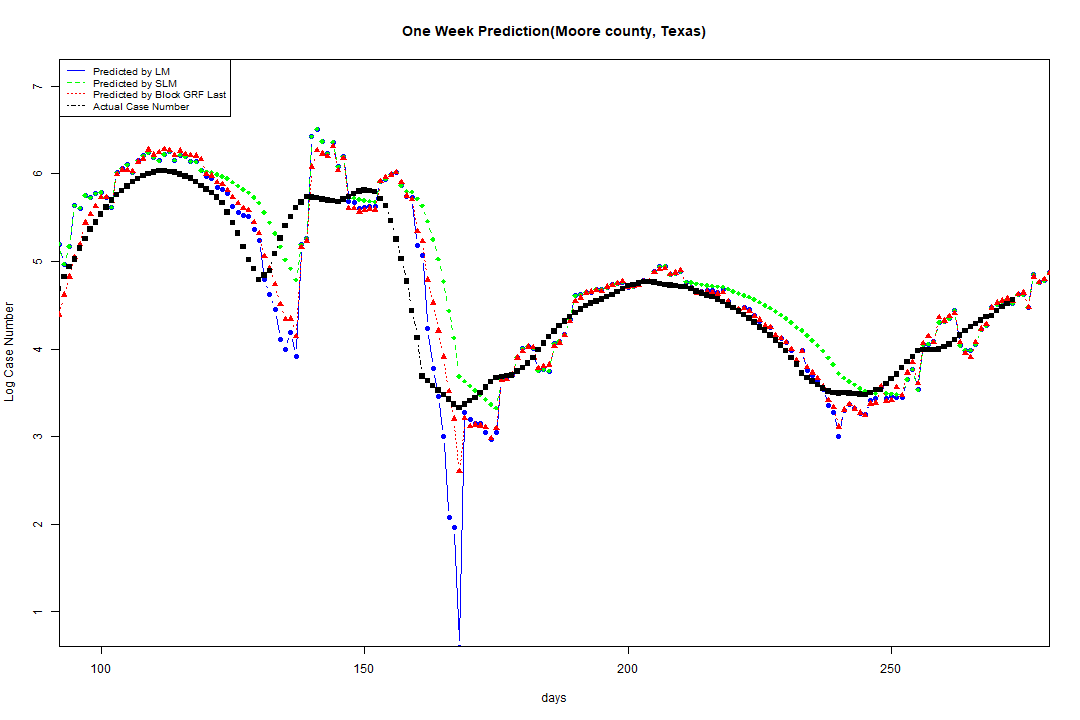 One Week Prediction(Moore county, Texas)
Predicted by LM
Predicted by SLM
Predicted by Block GRF Last
Actual Case Number
7
6
5
4
3
2
1
Log Case Number
100 150 200 250
days